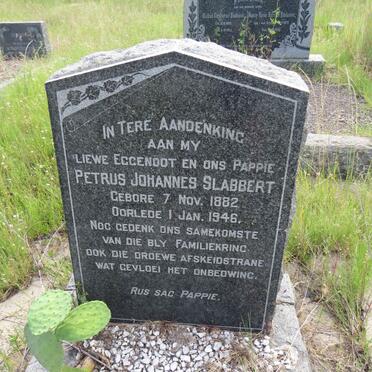 IN TERE AANDENKING
AAN MY
LIEWE EGGENOOT EN ONS PAPPIE
PETRUS JOHANNES SLABBERT
GEBORE 7 NOV. 1882
OORLEDE 1 JAN. 1946.
NOG GEDENK ONS SAMEKOMSTE
VAN DIE BLY FAMILIEKRING.
OOK DIE DROEWE AFSKEIDSTRANE
WAT GEVLOEI HET ONBEDWING.
RUS SAG PAPPIE.